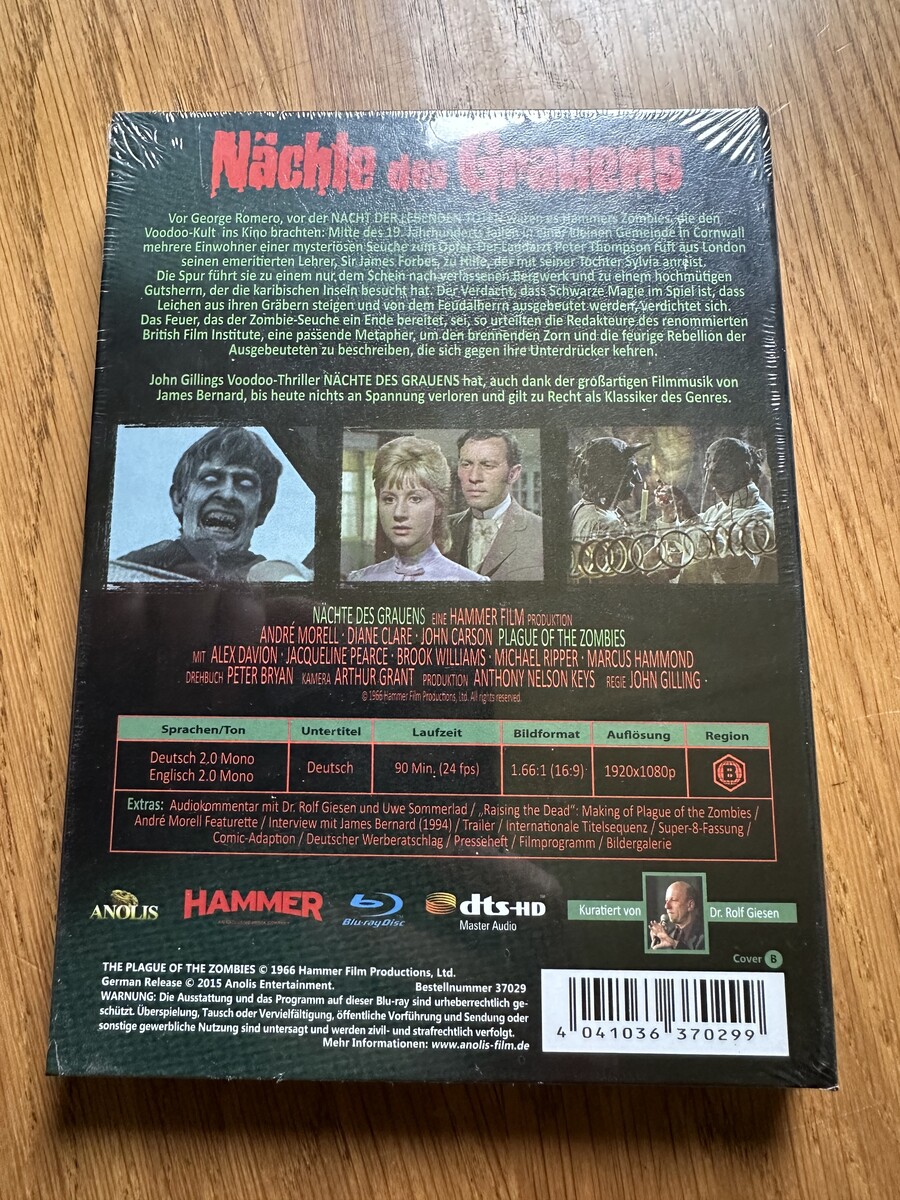 Nächte des Grauens
Vor George Romero, vor der NACHT DER LEBENDEN TOTEN waren es Hammers Zombies, die den
Voodoo-Kult ins Kino brachten: Mitte des 19. Jahrhunderts fallen in einer kleinen Gemeinde in Cornwall
mehrere Einwohner einer mysteriösen Seuche zum Opfer. Der Landarzt Peter Thompson ruft aus London
seinen emeritierten Lehrer, Sir James Forbes, zu Hilfe, der mit seiner Tochter Sylvia anreist.
Die Spur führt sie zu einem nur dem Schein nach verlassenen Bergwerk und zu einem hochmütigen
Gutsherrn, der die karibischen Inseln besucht hat. Der Verdacht, dass Schwarze Magie im Spiel ist, dass
Leichen aus ihren Gräbern steigen und von dem Feudalherrn ausgebeutet werden, verdichtet sich.
Das Feuer, das der Zombie-Seuche ein Ende bereitet, sei, so urteilten die Redakteure des renommierten
British Film Institute, eine passende Metapher, um den brennenden Zorn und die feurige Rebellion der
Ausgebeuteten zu beschreiben, die sich gegen ihre Unterdrücker kehren.
John Gillings Voodoo-Thriller NÄCHTE DES GRAUENS hat, auch dank der großartigen Filmmusik von
James Bernard, bis heute nichts an Spannung verloren und gilt zu Recht als Klassiker des Genres.
NÄCHTE DES GRAUENS EINE HAMMER FILM PRODUKTION
ANDRÉ MORELL · DIANE CLARE · JOHN CARSON PLAGUE OF THE ZOMBIES
MIT ALEX DAVION · JACQUELINE PEARCE · BROOK WILLIAMS · MICHAEL RIPPER · MARCUS HAMMOND
DREHBUCH PETER BRYAN KAMERA ARTHUR GRANT PRODUKTION ANTHONY NELSON KEYS REGIE JOHN GILLING
© 1966 Hammer Film Productions, Ltd. All rights reserved.
Sprachen/Ton Untertitel Laufzeit Bildformat Auflösung Region
Deutsch 2.0 Mono
Englisch 2.0 Mono
Deutsch 90 Min. (24 fps) 1.66:1 (16:9) 1920x1080p B
Extras: Audiokommentar mit Dr. Rolf Giesen und Uwe Sommerlad / „Raising the Dead“: Making of Plague of the Zombies /
André Morell Featurette / Interview mit James Bernard (1994) / Trailer / Internationale Titelsequenz / Super-8-Fassung /
Comic-Adaption / Deutscher Werberatschlag / Presseheft / Filmprogramm / Bildergalerie
ANOLIS HAMMER Blu-ray Disc dts-HD
Master Audio
Kuratiert von Dr. Rolf Giesen
Cover B
THE PLAGUE OF THE ZOMBIES © 1966 Hammer Film Productions, Ltd.
German Release © 2015 Anolis Entertainment. Bestellnummer 37029
WARNUNG: Die Ausstattung und das Programm auf dieser Blu-ray sind urheberrechtlich ge-
schützt. Überspielung, Tausch oder Vervielfältigung, öffentliche Vorführung und Sendung oder
sonstige gewerbliche Nutzung sind untersagt und werden zivil- und strafrechtlich verfolgt.
Mehr Informationen: www.anolis-film.de
4 041036 370299